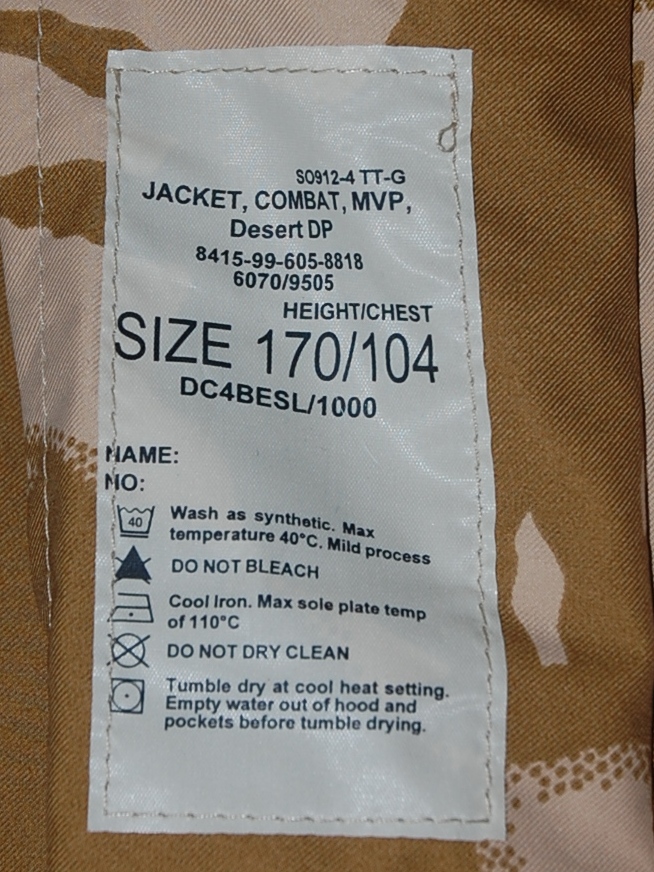 SO912-4 TT-G
JACKET, COMBAT, MVP,
Desert DP
8415-99-605-8818
6070/9505
HEIGHT/CHEST
SIZE 170/104
DC4BESL/1000
NAME:
NO:
40
Wash as synthetic. Max
temperature 40°C. Mild process
DO NOT BLEACH
Cool Iron. Max sole plate temp
of 110°C
DO NOT DRY CLEAN
Tumble dry at cool heat setting.
Empty water out of hood and
pockets before tumble drying.